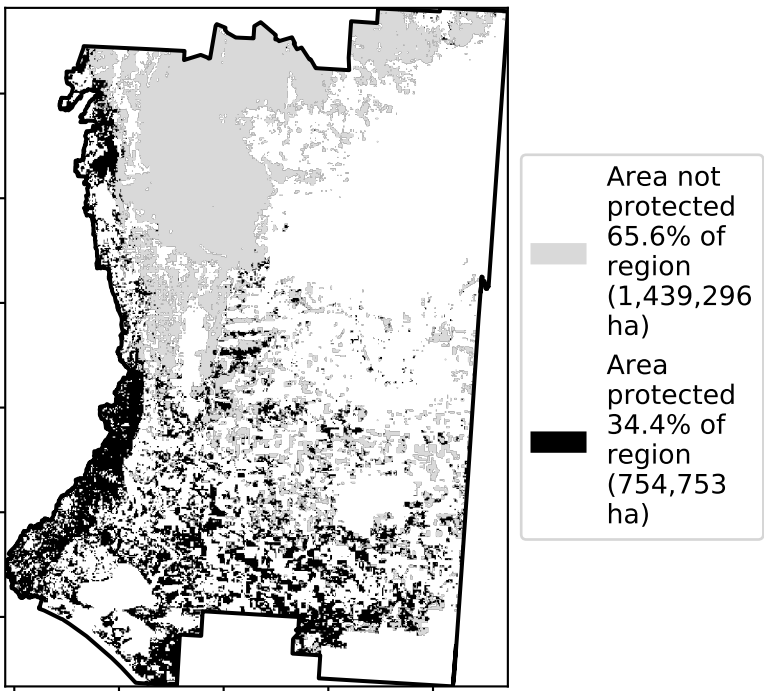 Area not
protected
65.6% of
region
(1,439,296
ha)
Area
protected
34.4% of
region
(754,753
ha)